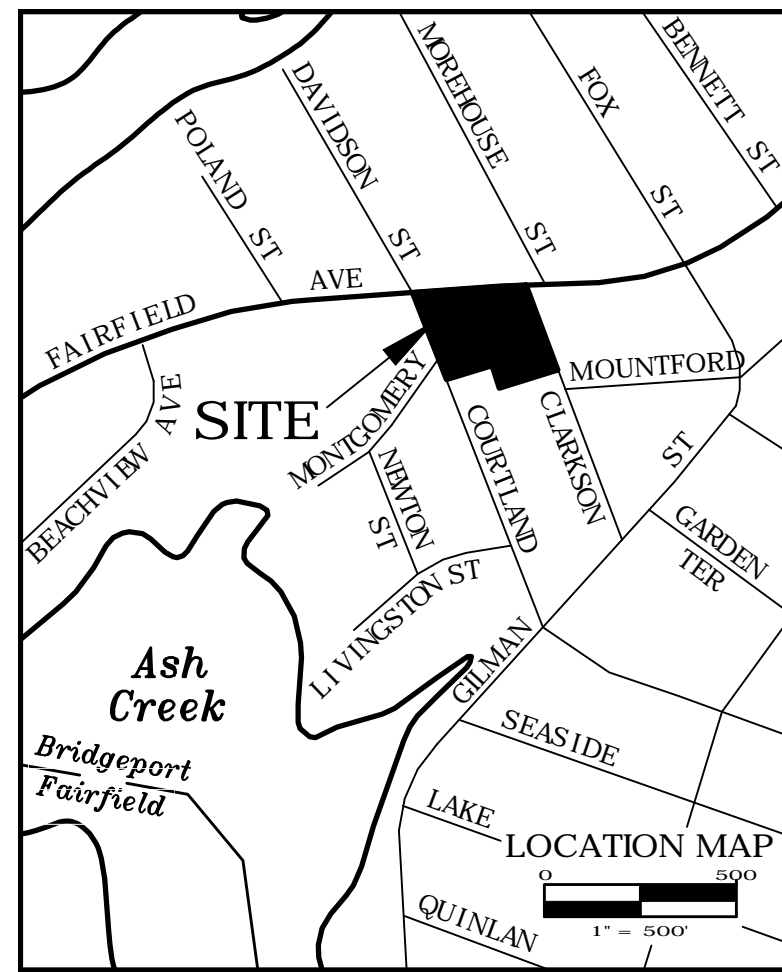 BENNETT ST
FOX ST
MOREHOUSE ST
DAVIDSON ST
POLAND ST
FAIRFIELD AVE
BEACHVIEW AVE
SITE
MONTGOMERY
MOUNTFORD
CLARKSON
COURTLAND
NEWTON ST
LIVINGSTON ST
GILMAN ST
GARDEN TER
Ash
Creek
Bridgeport
Fairfield
SEASIDE
LAKE
QUINLAN
LOCATION MAP
0 500
1" = 500'